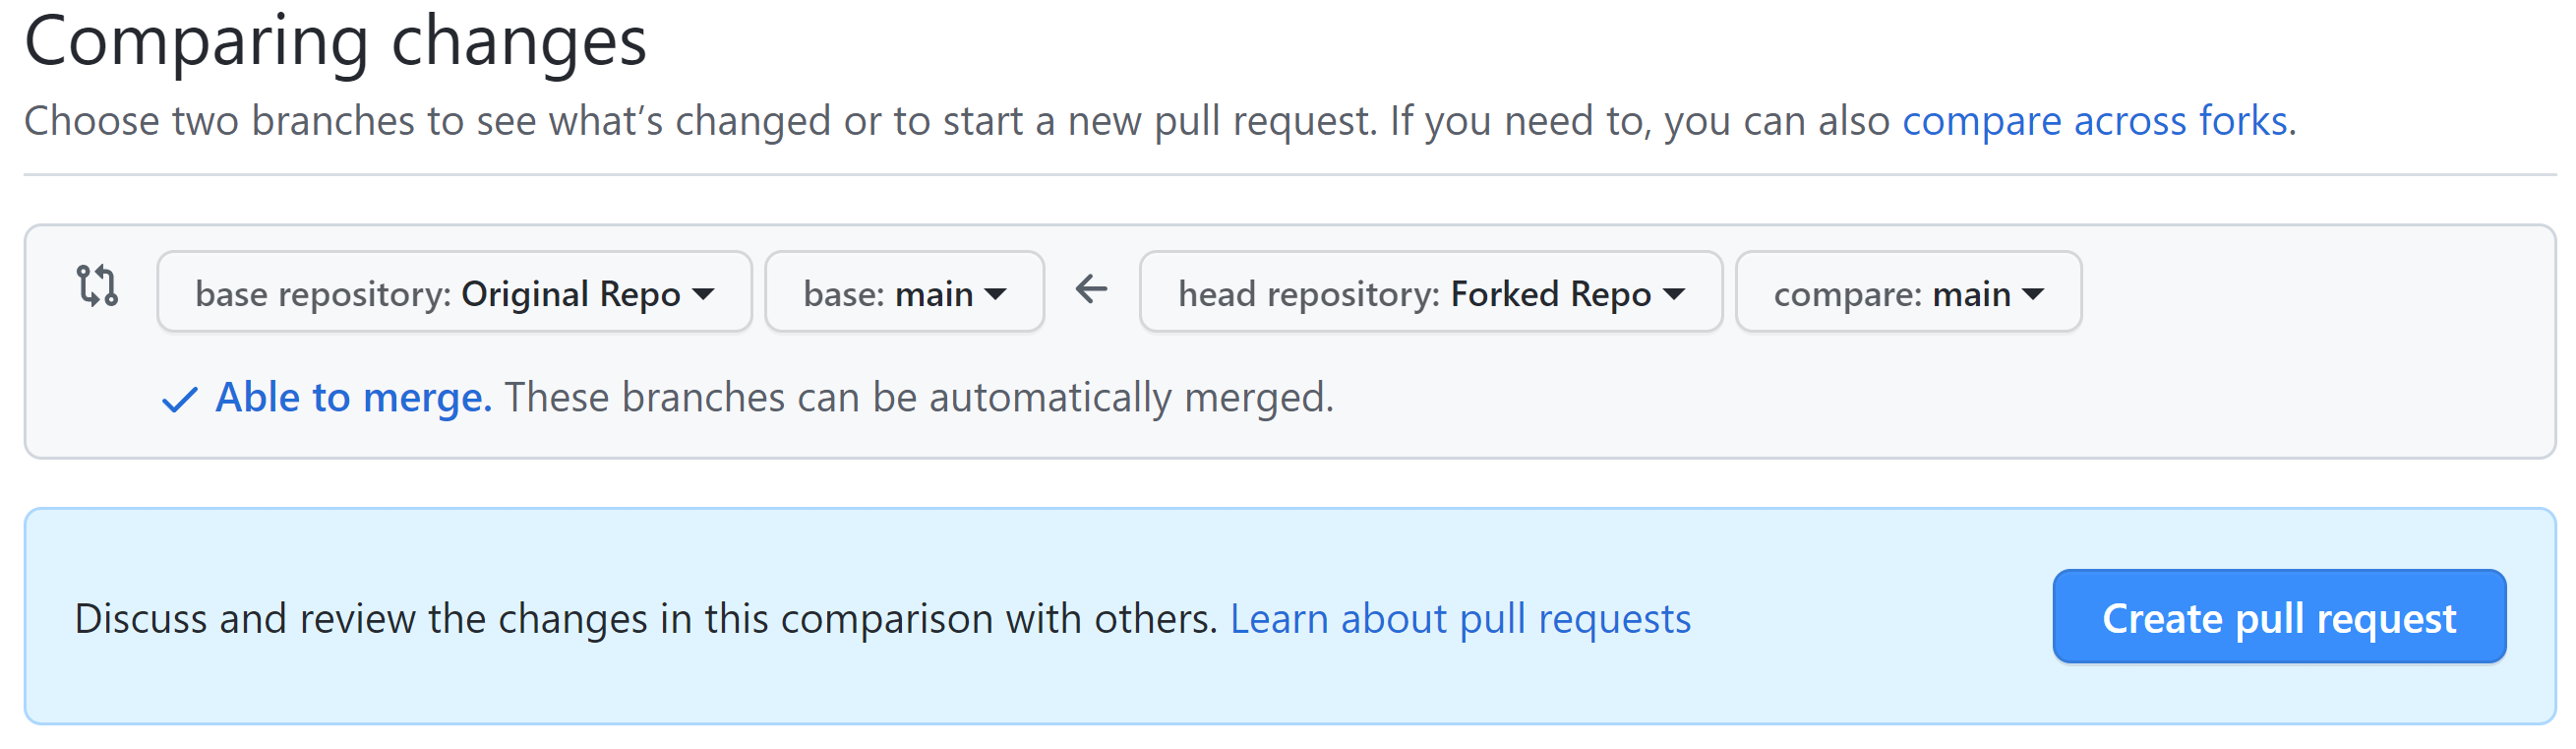 Comparing changes
Choose two branches to see what’s changed or to start a new pull request. If you need to, you can also compare across forks.
base repository: Original Repo base: main head repository: Forked Repo compare: main
Able to merge. These branches can be automatically merged.
Discuss and review the changes in this comparison with others. Learn about pull requests Create pull request